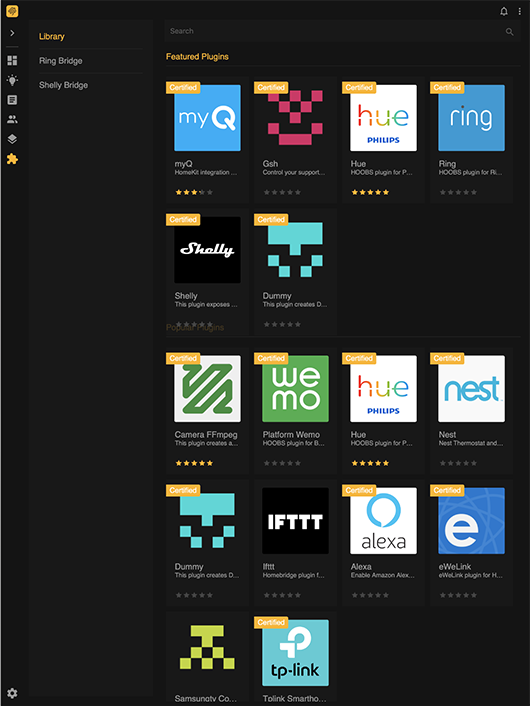 Library
Ring Bridge
Shelly Bridge
Search
Featured Plugins
Certified
Certified
Certified
Certified
myQ
hue
PHILIPS
ring
myQ
Gsh
Hue
Ring
HomeKit integration ...
Control your support...
HOOBS plugin for P...
HOOBS plugin for Ri...
Certified
Certified
Shelly
Shelly
Dummy
This plugin exposes ...
This plugin creates D...
Popular Plugins
Certified
Certified
Certified
Certified
wemo
hue
PHILIPS
nest
Camera FFmpeg
Platform Wemo
Hue
Nest
This plugin creates a...
HOOBS plugin for B...
HOOBS plugin for P...
Nest Thermostat and...
Certified
Certified
Certified
IFTTT
alexa
e
Dummy
Ifttt
Alexa
eWeLink
This plugin creates D...
Homebridge plugin f...
Enable Amazon Alex...
eWeLink plugin for H...
Certified
tp-link
Samsungtv Co...
Tplink Smartho...